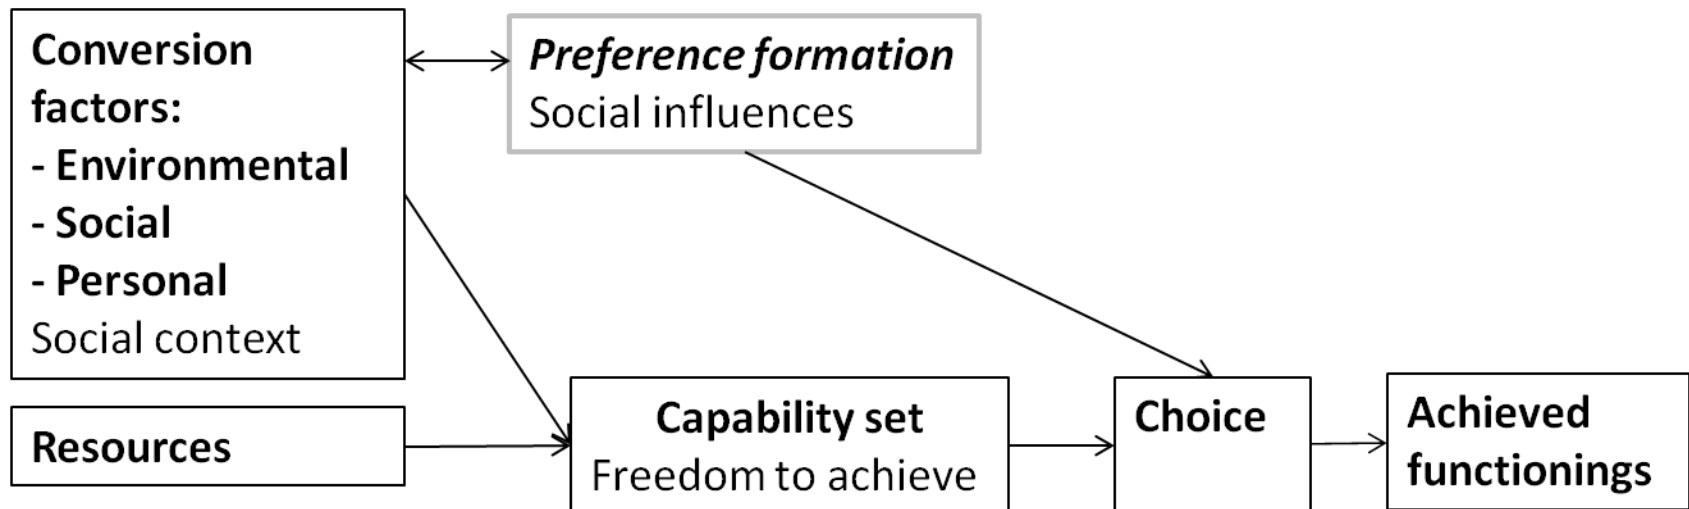 Conversion
factors:
- Environmental
- Social
- Personal
Social context
Preference formation
Social influences
Resources
Capability set
Freedom to achieve
Choice
Achieved
functionings